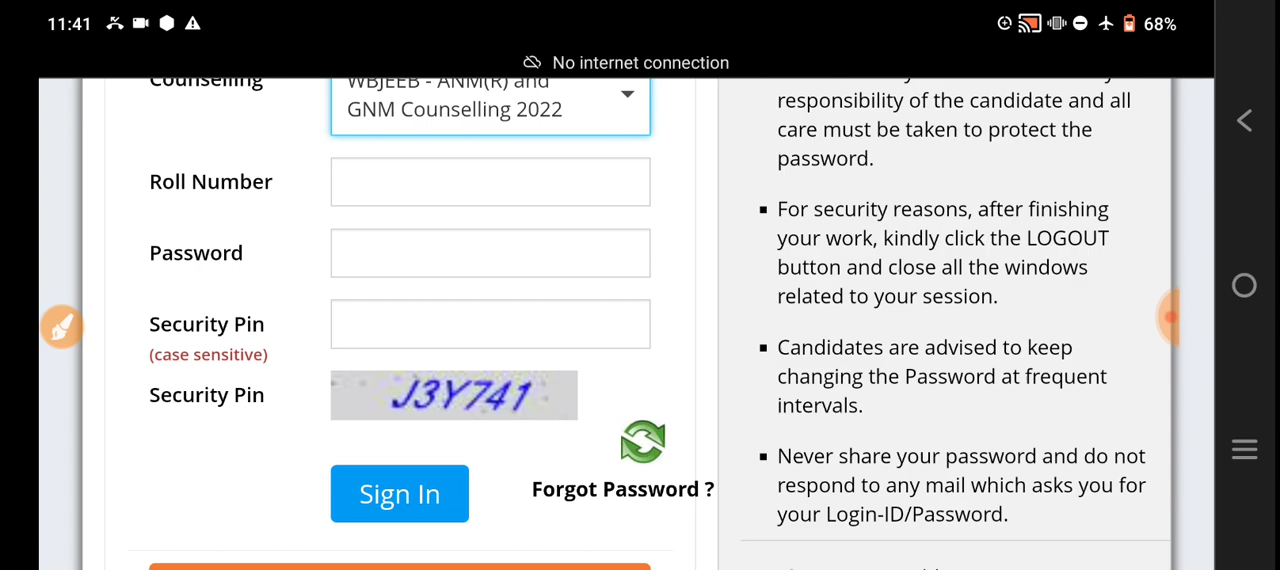 11:41
68%
No internet connection
Counselling
WBJEEB - ANM(R) and
GNM Counselling 2022
Roll Number
Password
Security Pin
(case sensitive)
Security Pin
J3Y741
Sign In
Forgot Password ?
responsibility of the candidate and all
care must be taken to protect the
password.
▪ For security reasons, after finishing
your work, kindly click the LOGOUT
button and close all the windows
related to your session.
▪ Candidates are advised to keep
changing the Password at frequent
intervals.
▪ Never share your password and do not
respond to any mail which asks you for
your Login-ID/Password.